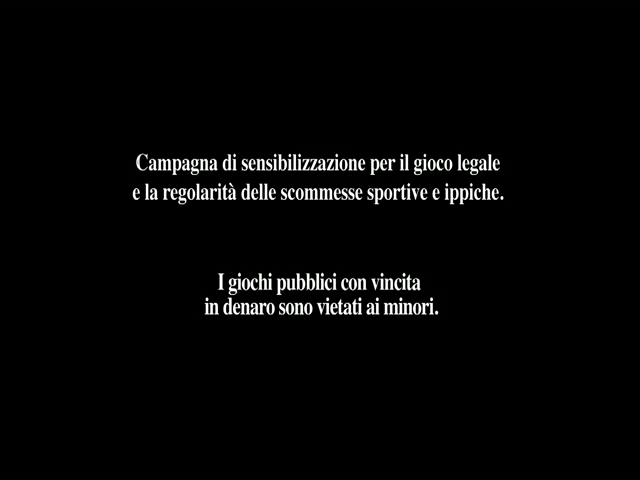 Campagna di sensibilizzazione per il gioco legale
e la regolarità delle scommesse sportive e ippiche.
I giochi pubblici con vincita
in denaro sono vietati ai minori.